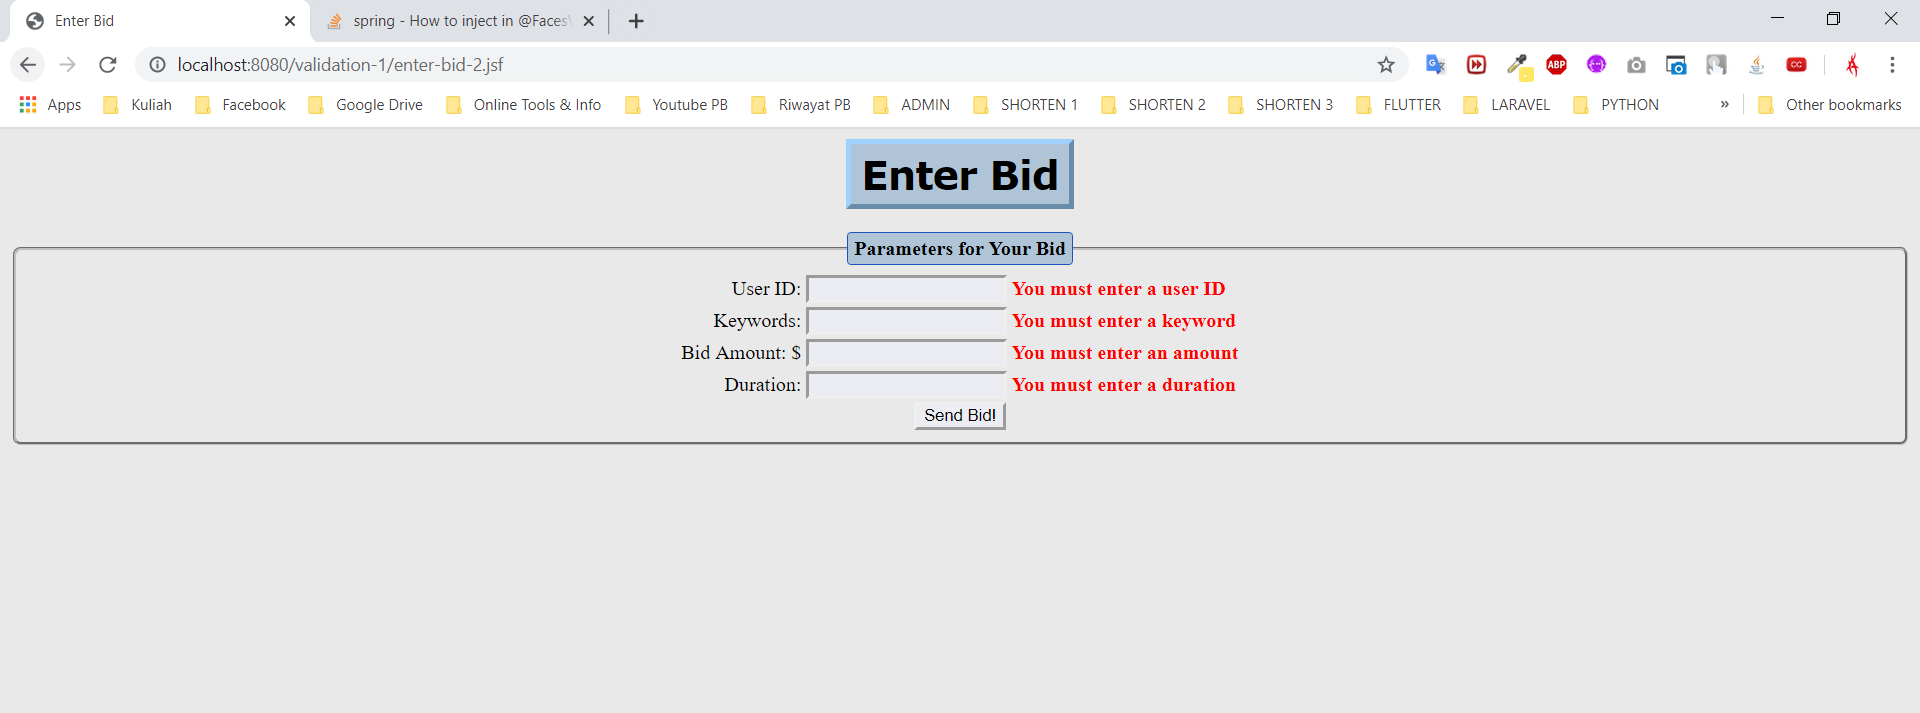 Enter Bid
spring - How to inject in @Faces
localhost:8080/validation-1/enter-bid-2.jsf
ABP
CC
Apps Kuliah Facebook Google Drive Online Tools & Info Youtube PB Riwayat PB ADMIN SHORTEN 1 SHORTEN 2 SHORTEN 3 FLUTTER LARAVEL PYTHON » Other bookmarks
Enter Bid
Parameters for Your Bid
User ID: You must enter a user ID
Keywords: You must enter a keyword
Bid Amount: $ You must enter an amount
Duration: You must enter a duration
Send Bid!